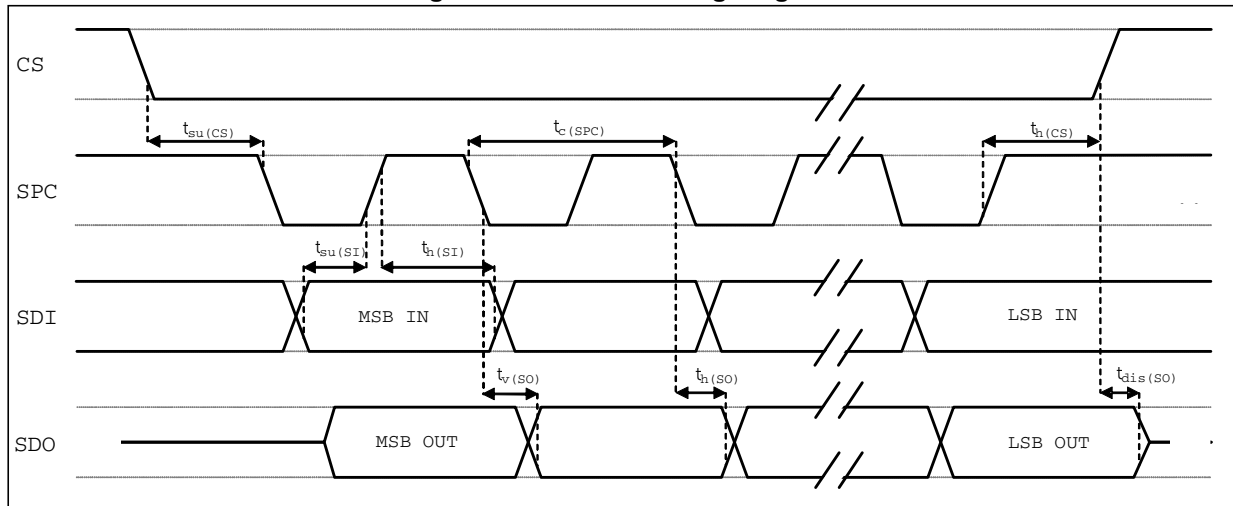 CS
t_su(CS)
t_c(SPC)
t_h(CS)
SPC
t_su(SI)
t_h(SI)
SDI
MSB IN
LSB IN
t_v(SO)
t_h(SO)
t_dis(SO)
SDO
MSB OUT
LSB OUT